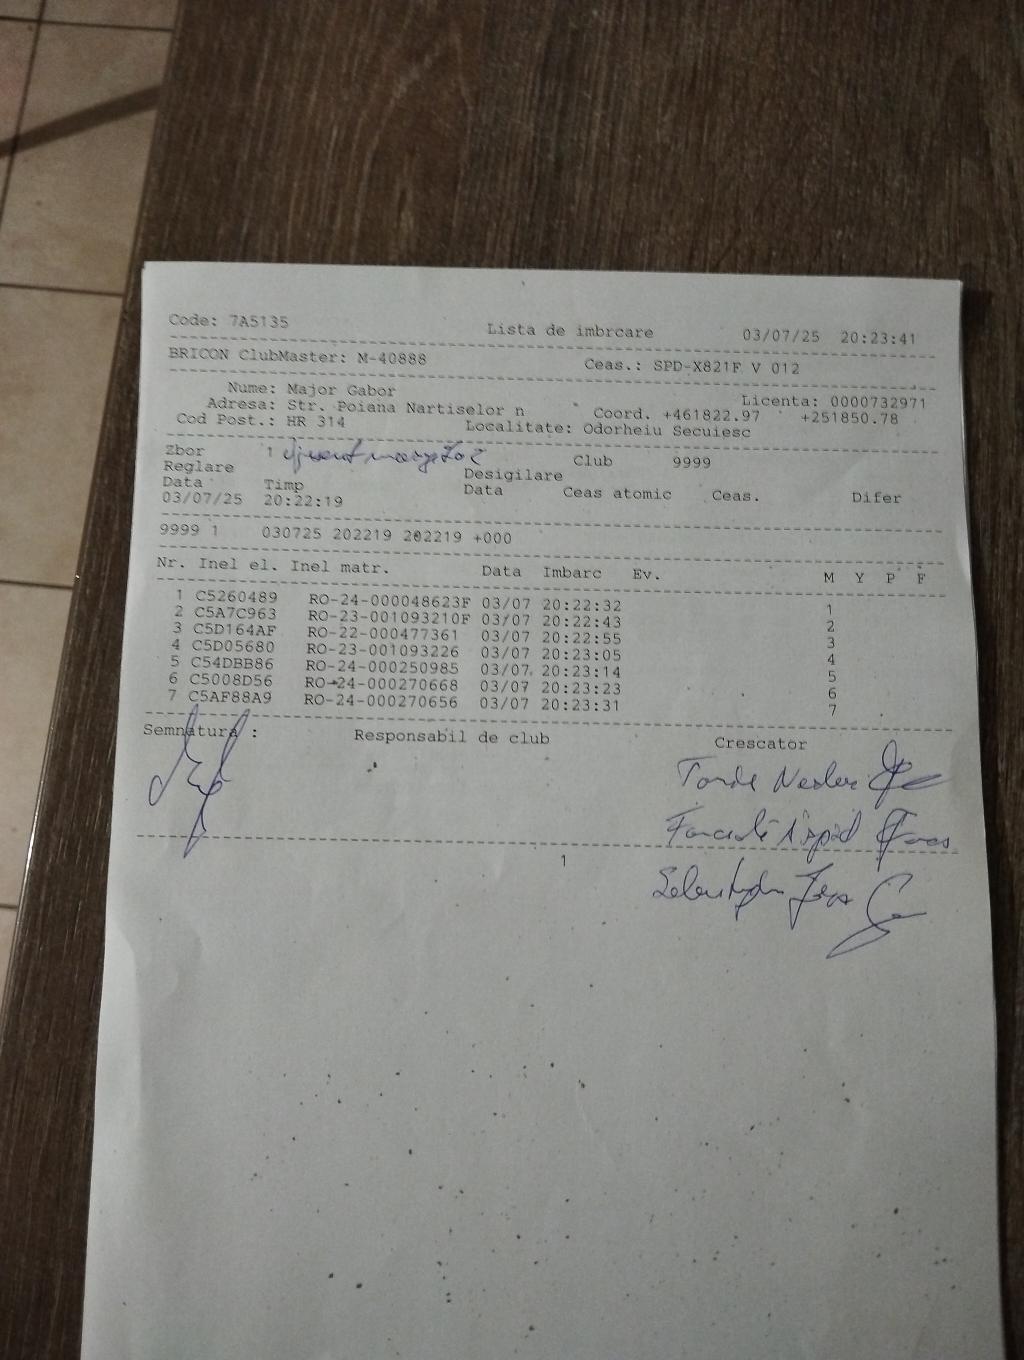 Code: 7A5135 Lista de imbrcare 03/07/25 20:23:41
BRICON ClubMaster: M-40888 Ceas.: SPD-X821F V 012
Nume: Major Gabor Licenta: 0000732971
Adresa: Str. Poiana Nartiselor n Coord. +461822.97 +251850.78
Cod Post.: HR 314 Localitate: Odorheiu Secuiesc
Zbor 1 Club 9999
Reglare Desigilare
Data Timp Data Ceas atomic Ceas. Difer
03/07/25 20:22:19
9999 1 030725 202219 202219 +000
Nr. Inel el. Inel matr. Data Imbarc Ev. M Y P F
1 C5260489 RO-24-000048623F 03/07 20:22:32 1
2 C5A7C963 RO-23-001093210F 03/07 20:22:43 2
3 C5D164AF RO-22-000477361 03/07 20:22:55 3
4 C5D05680 RO-23-001093226 03/07 20:23:05 4
5 C54DBB86 RO-24-000250985 03/07 20:23:14 5
6 C5008D56 RO-24-000270668 03/07 20:23:23 6
7 C5AF88A9 RO-24-000270656 03/07 20:23:31 7
Semnatura : Responsabil de club Crescator
1